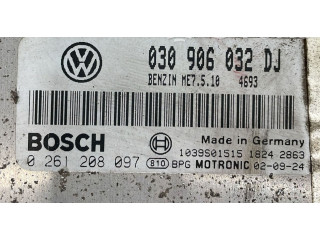 030 906 032 DJ
BENZIN ME7.5.10 4693
BOSCH
Made in Germany
1039S01515 1824 2863
0 261 208 097 810 BPG MOTRONIC 02-09-24